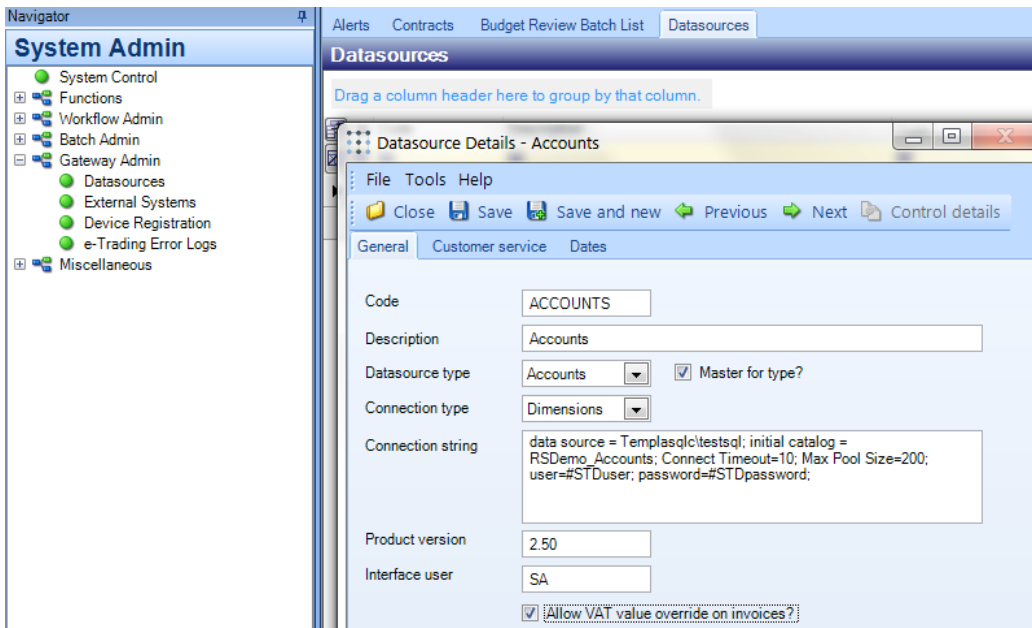 Navigator
System Admin
System Control
Functions
Workflow Admin
Batch Admin
Gateway Admin
Datasources
External Systems
Device Registration
e-Trading Error Logs
Miscellaneous
Alerts Contracts Budget Review Batch List Datasources
Datasources
Drag a column header here to group by that column.
Datasource Details - Accounts
File Tools Help
Close Save Save and new Previous Next Control details
General Customer service Dates
Code ACCOUNTS
Description Accounts
Datasource type Accounts Master for type?
Connection type Dimensions
Connection string data source = Templasqlc\testsql; initial catalog =
RSDemo_Accounts; Connect Timeout=10; Max Pool Size=200;
user=#STDuser; password=#STDpassword;
Product version 2.50
Interface user SA
Allow VAT value override on invoices?